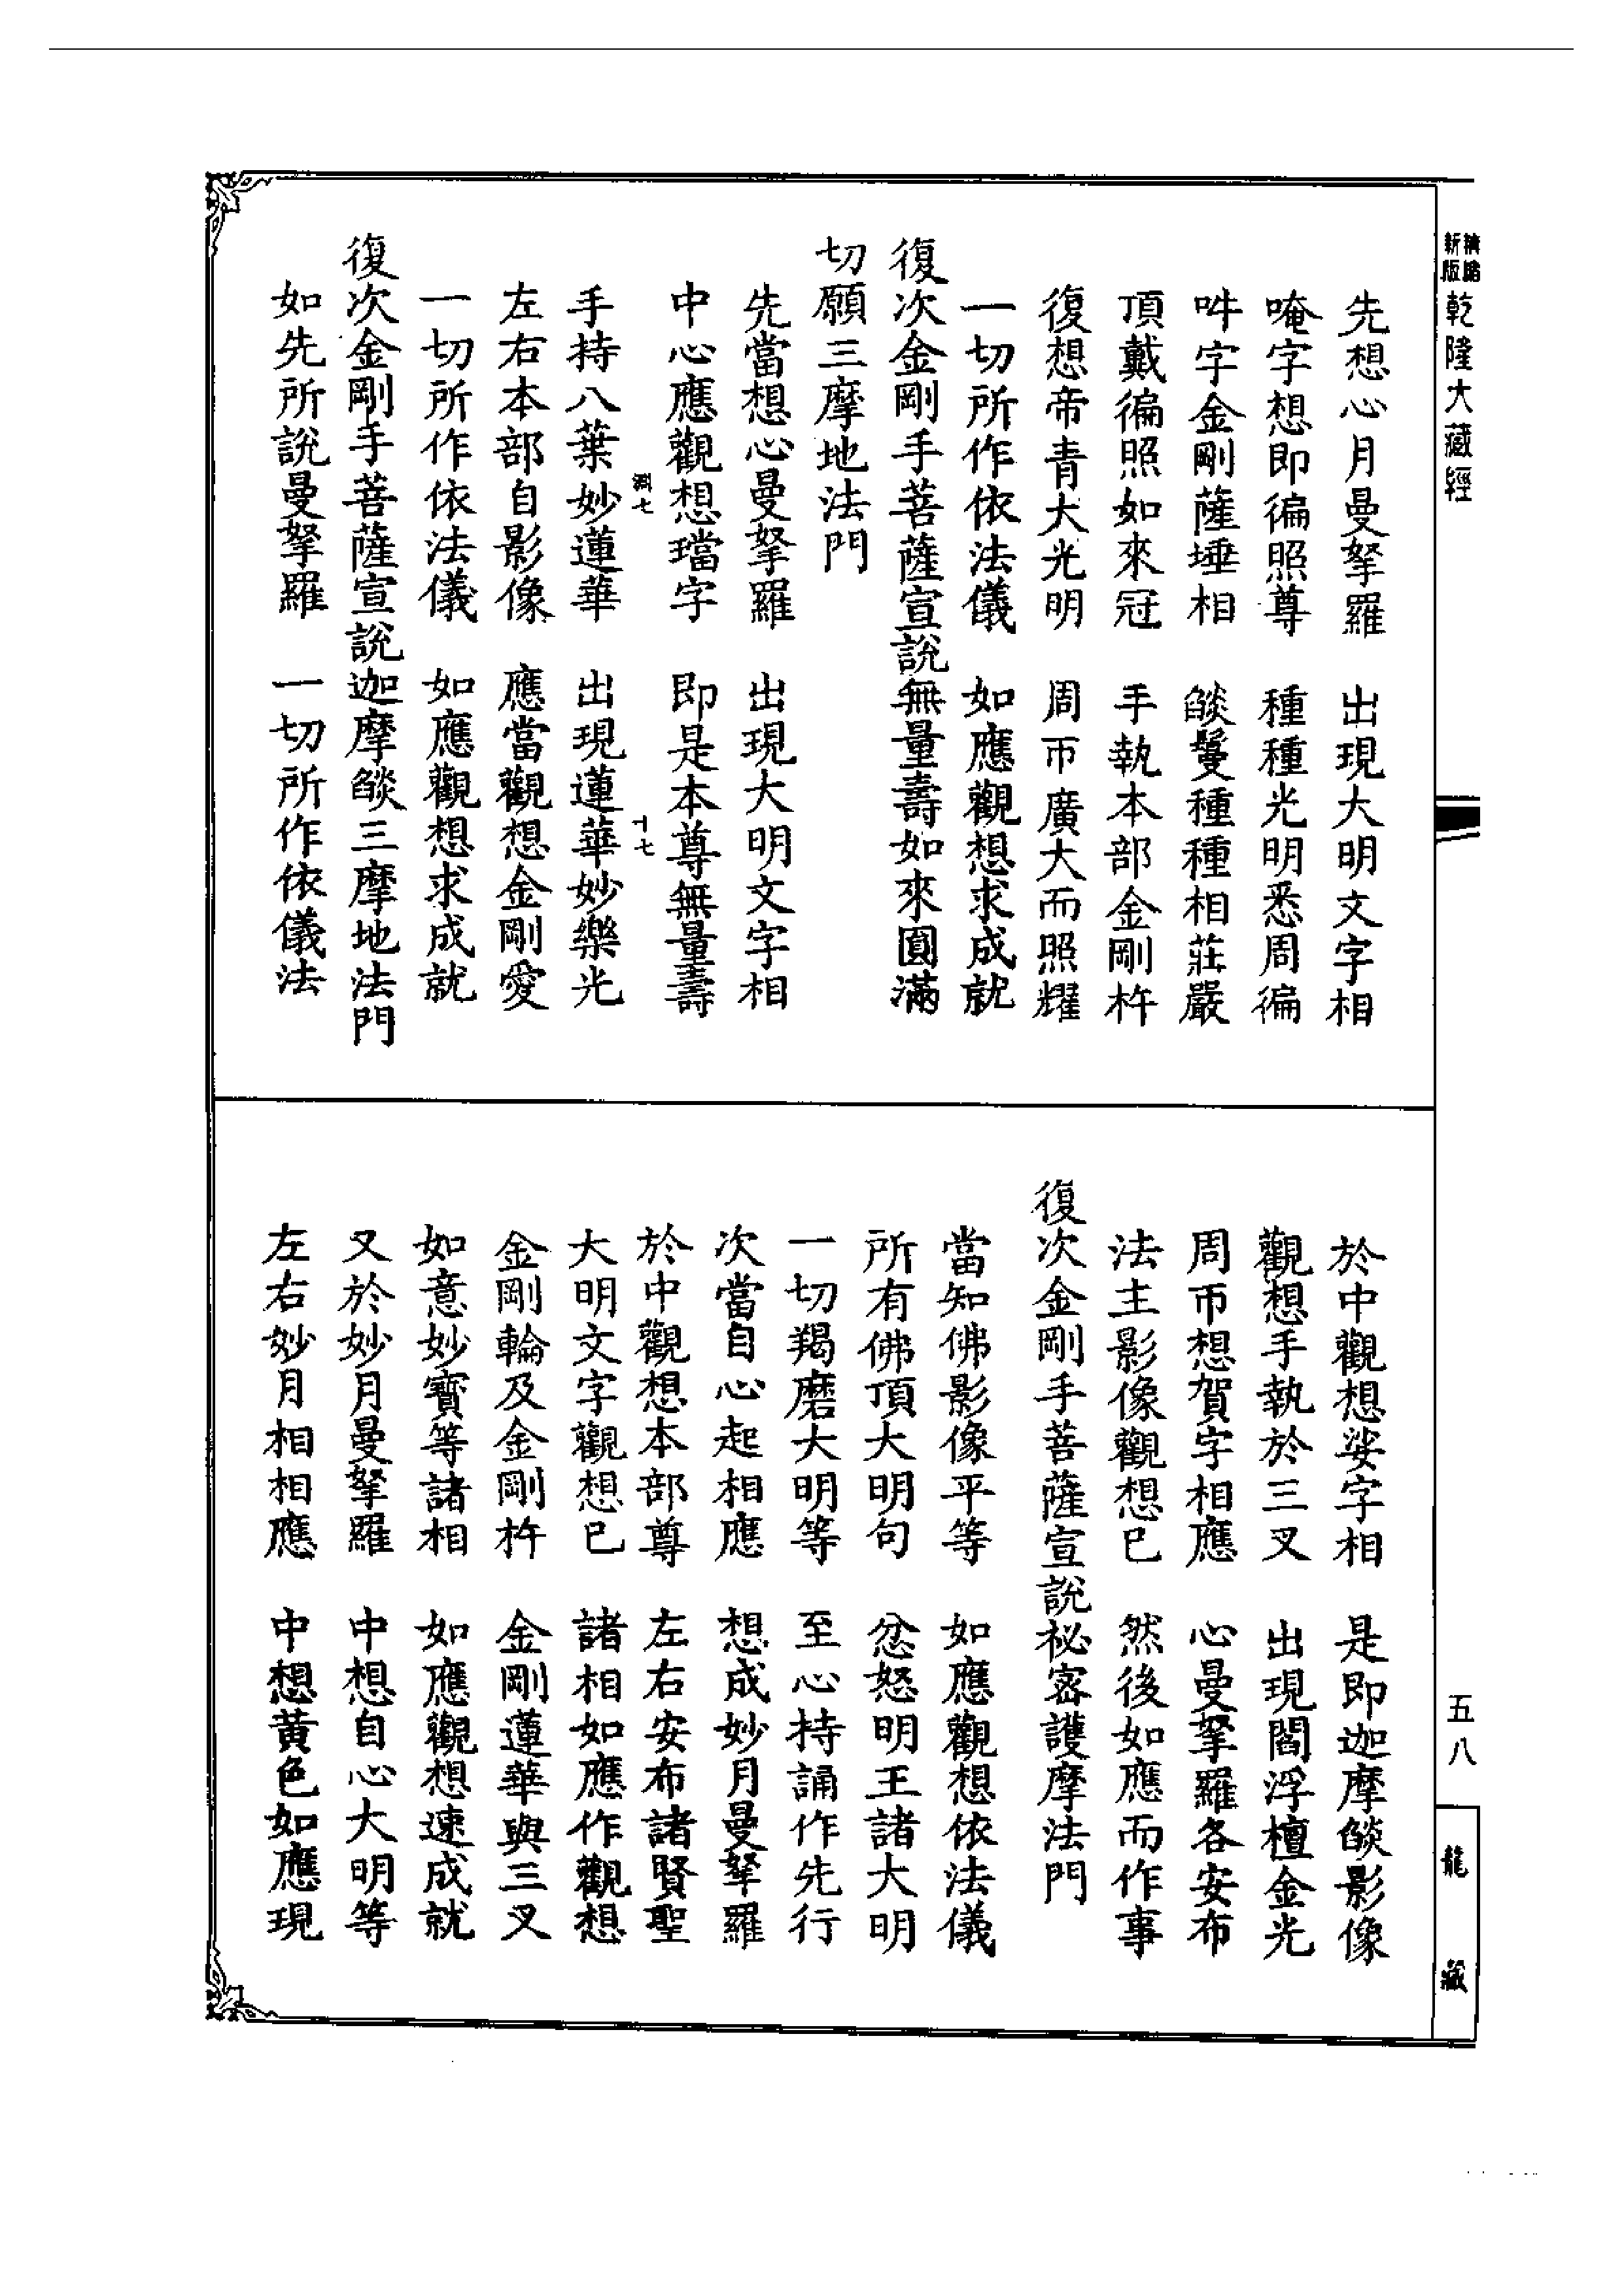 新版
乾隆大藏經
先想心月曼拏羅　出現大明文字相
唵字想即徧照尊　種種光明悉周徧
吽字金剛薩埵相　燄鬘種種相莊嚴
頂戴徧照如來冠　手執本部金剛杵
復想帝青大光明　周帀廣大而照耀
一切所作依法儀　如應觀想求成就
復次金剛手菩薩宣說無量壽如來圓滿
切願三摩地法門
先當想心曼拏羅　出現大明文字相
中心應觀想璫字　即是本尊無量壽
手持八葉妙蓮華　出現蓮華妙樂光
左右本部自影像　應當觀想金剛愛
一切所作依法儀　如應觀想求成就
復次金剛手菩薩宣說迦摩燄三摩地法門
如先所說曼拏羅　一切所作依儀法
於中觀想娑字相　是即迦摩燄影像
觀想手執於三叉　出現閻浮檀金光
周帀想賀字相應　心曼拏羅各安布
法主影像觀想已　然後如應而作事
復次金剛手菩薩宣說祕密護摩法門
當知佛影像平等　如應觀想依法儀
所有佛頂大明句　忿怒明王諸大明
一切羯磨大明等　至心持誦作先行
次當自心起相應　想成妙月曼拏羅
於中觀想本部尊　左右安布諸賢聖
大明文字觀想已　諸相如應作觀想
金剛輪及金剛杵　金剛蓮華與三叉
如意妙寶等諸相　如應觀想速成就
又於妙月曼拏羅　中想自心大明等
左右妙月相相應　中想黃色如應現
五八
龍藏